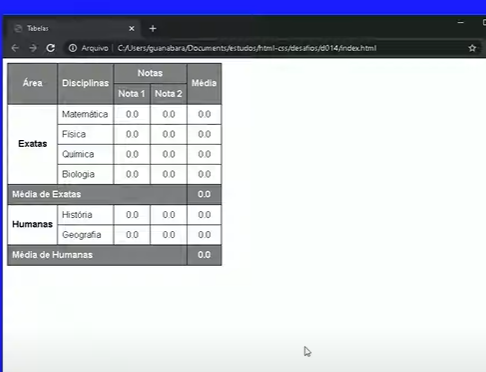 Tabelas
Arquivo | C:/Users/guanabara/Documents/estudos/html-css/desafios/d014/index.html
Área Disciplinas Notas Média
Nota 1 Nota 2
Exatas
Matemática 0.0 0.0 0.0
Física 0.0 0.0 0.0
Química 0.0 0.0 0.0
Biologia 0.0 0.0 0.0
Média de Exatas 0.0
Humanas
História 0.0 0.0 0.0
Geografia 0.0 0.0 0.0
Média de Humanas 0.0